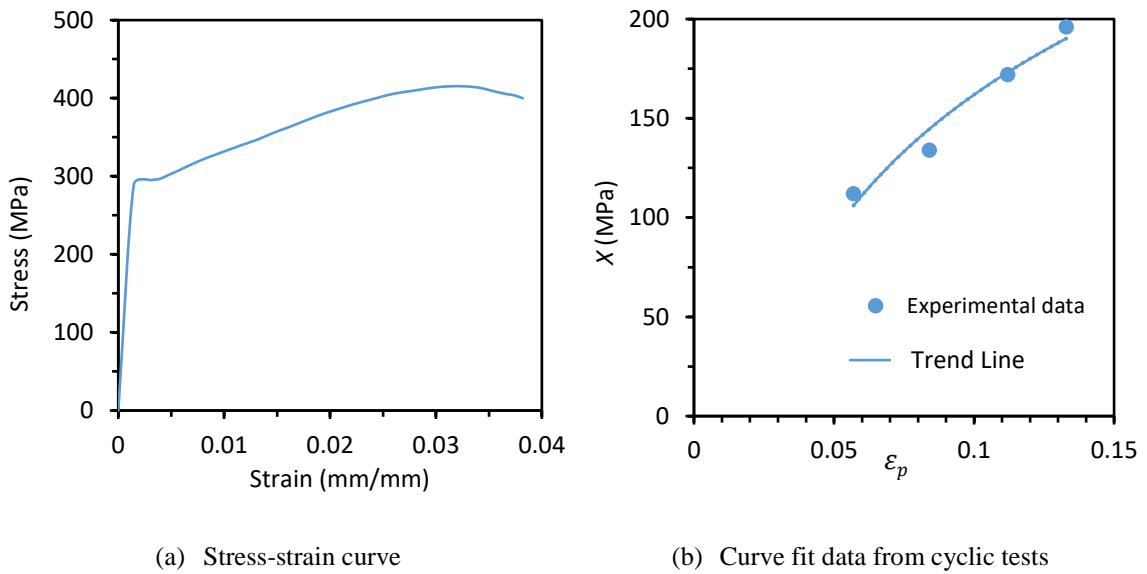 500
400
300
200
100
0
Stress (MPa)
0 0.01 0.02 0.03 0.04
Strain (mm/mm)
(a) Stress-strain curve
200
150
100
50
0
X (MPa)
Experimental data
Trend Line
0 0.05 0.1 0.15
ε_p
(b) Curve fit data from cyclic tests